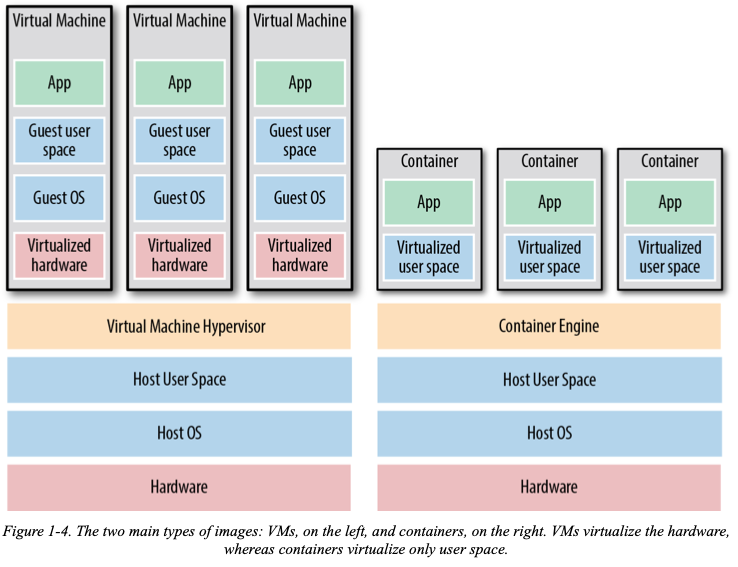 Virtual Machine
App
Guest user
space
Guest OS
Virtualized
hardware
Virtual Machine
App
Guest user
space
Guest OS
Virtualized
hardware
Virtual Machine
App
Guest user
space
Guest OS
Virtualized
hardware
Virtual Machine Hypervisor
Host User Space
Host OS
Hardware
Container
App
Virtualized
user space
Container
App
Virtualized
user space
Container
App
Virtualized
user space
Container Engine
Host User Space
Host OS
Hardware
Figure 1-4. The two main types of images: VMs, on the left, and containers, on the right. VMs virtualize the hardware,
whereas containers virtualize only user space.